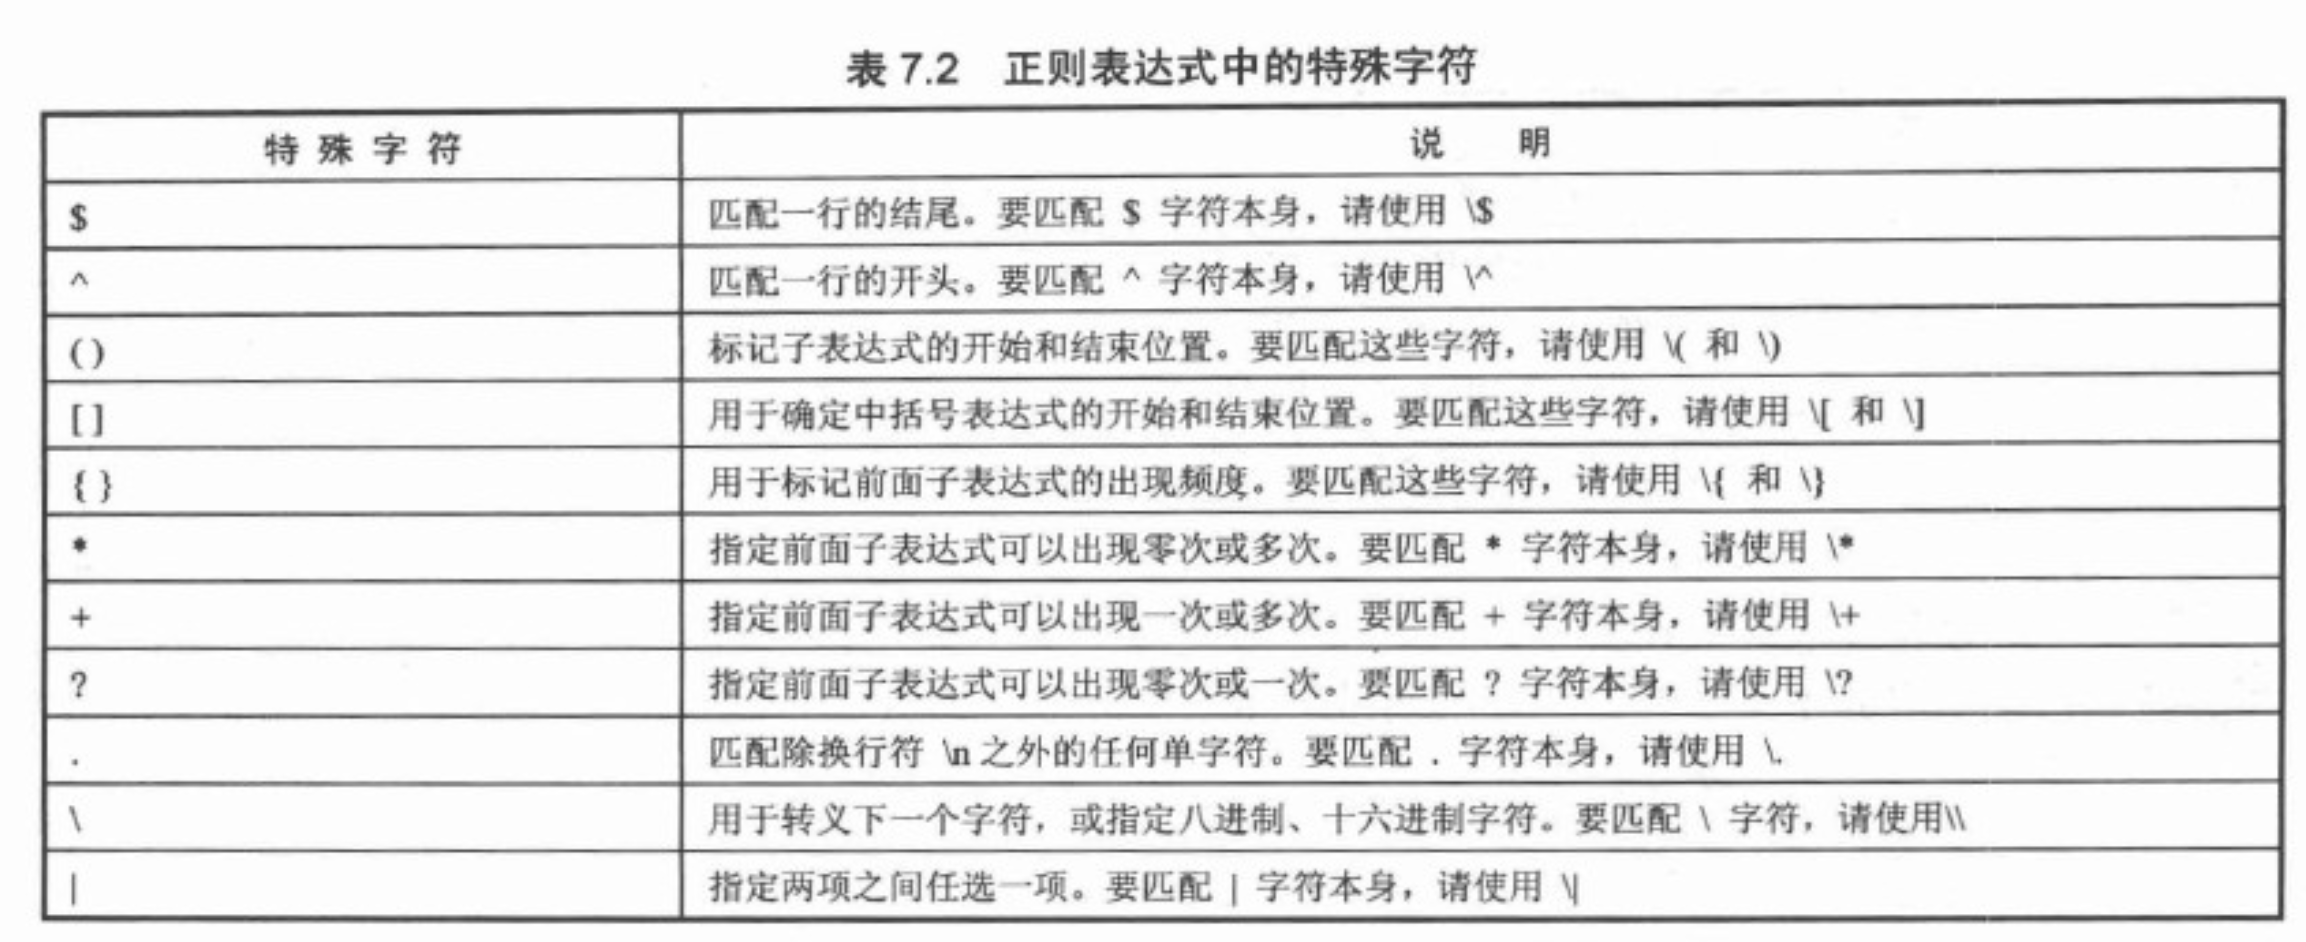 表 7.2 正则表达式中的特殊字符
特 殊 字 符 说 明
$ 匹配一行的结尾。要匹配 $ 字符本身，请使用 \$
^ 匹配一行的开头。要匹配 ^ 字符本身，请使用 \^
() 标记子表达式的开始和结束位置。要匹配这些字符，请使用 \( 和 \)
[] 用于确定中括号表达式的开始和结束位置。要匹配这些字符，请使用 \[ 和 \]
{} 用于标记前面子表达式的出现频度。要匹配这些字符，请使用 \{ 和 \}
* 指定前面子表达式可以出现零次或多次。要匹配 * 字符本身，请使用 \*
+ 指定前面子表达式可以出现一次或多次。要匹配 + 字符本身，请使用 \+
? 指定前面子表达式可以出现零次或一次。要匹配 ? 字符本身，请使用 \?
. 匹配除换行符 \n 之外的任何单字符。要匹配 . 字符本身，请使用 \.
\ 用于转义下一个字符，或指定八进制、十六进制字符。要匹配 \ 字符，请使用\\
| 指定两项之间任选一项。要匹配 | 字符本身，请使用 \|